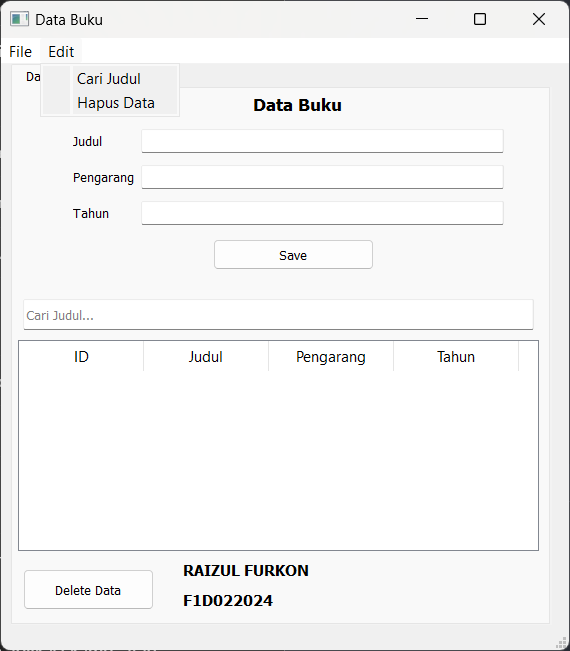 Data Buku
File Edit
Da
Cari Judul
Hapus Data
Data Buku
Judul
Pengarang
Tahun
Save
Cari Judul...
ID Judul Pengarang Tahun
Delete Data
RAIZUL FURKON
F1D022024